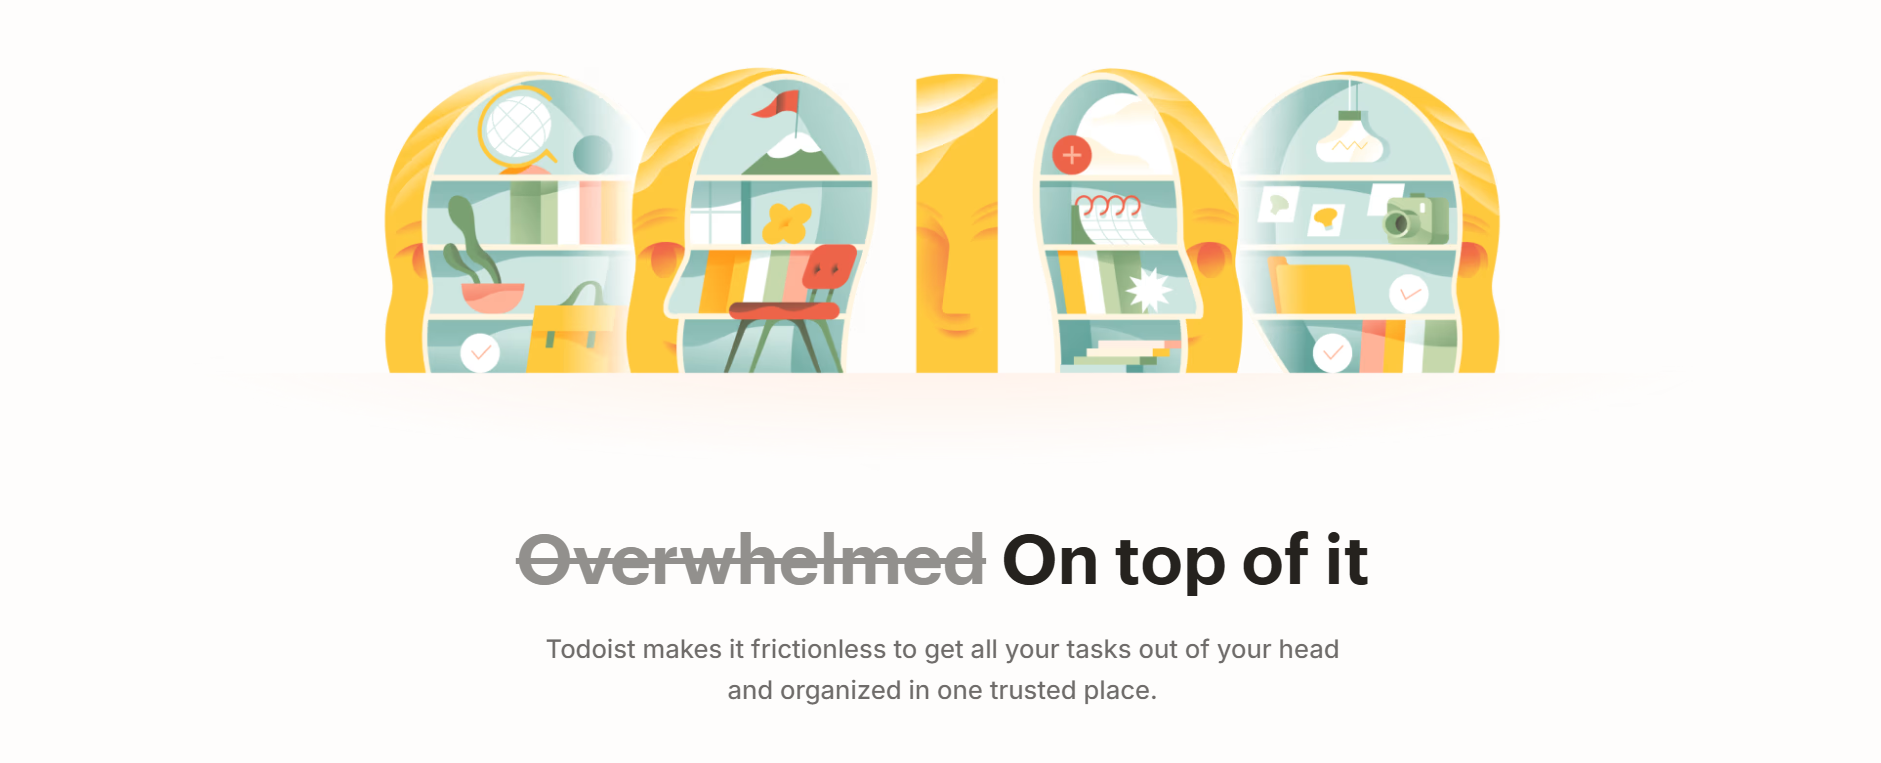 Overwhelmed On top of it
Todoist makes it frictionless to get all your tasks out of your head
and organized in one trusted place.